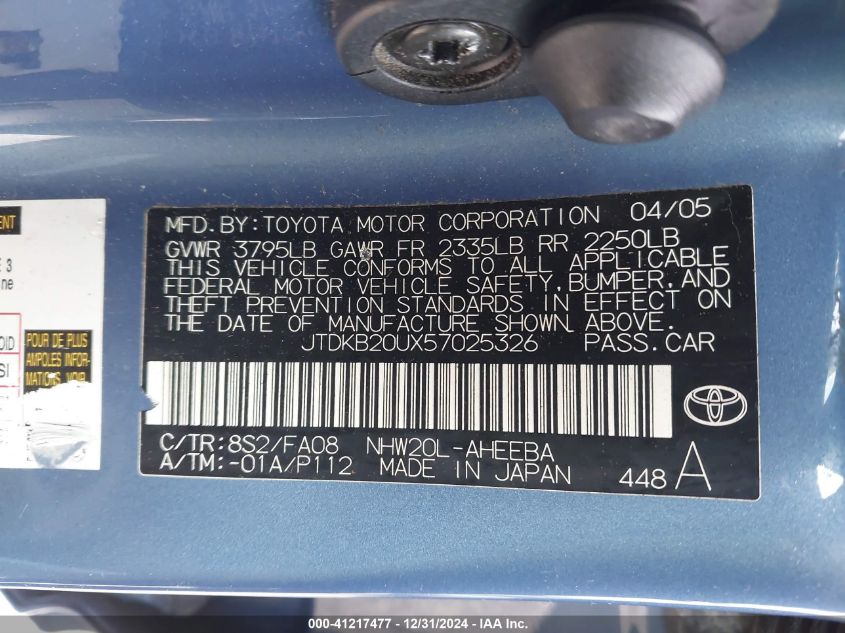 MFD. BY: TOYOTA MOTOR CORPORATION 04/05
GVWR 3795LB GAWR FR 2335LB RR 2250LB
THIS VEHICLE CONFORMS TO ALL APPLICABLE
FEDERAL MOTOR VEHICLE SAFETY, BUMPER, AND
THEFT PREVENTION STANDARDS IN EFFECT ON
THE DATE OF MANUFACTURE SHOWN ABOVE.
JTDKB20UX57025326 PASS. CAR
C/TR: 8S2/FA08 NHW20L-AHEEBA
A/TM: -01A/P112 MADE IN JAPAN 448 A
POUR DE PLUS
AMPLES INFOR-
MATIONS, VOIR
000-41217477 - 12/31/2024 - IAA Inc.